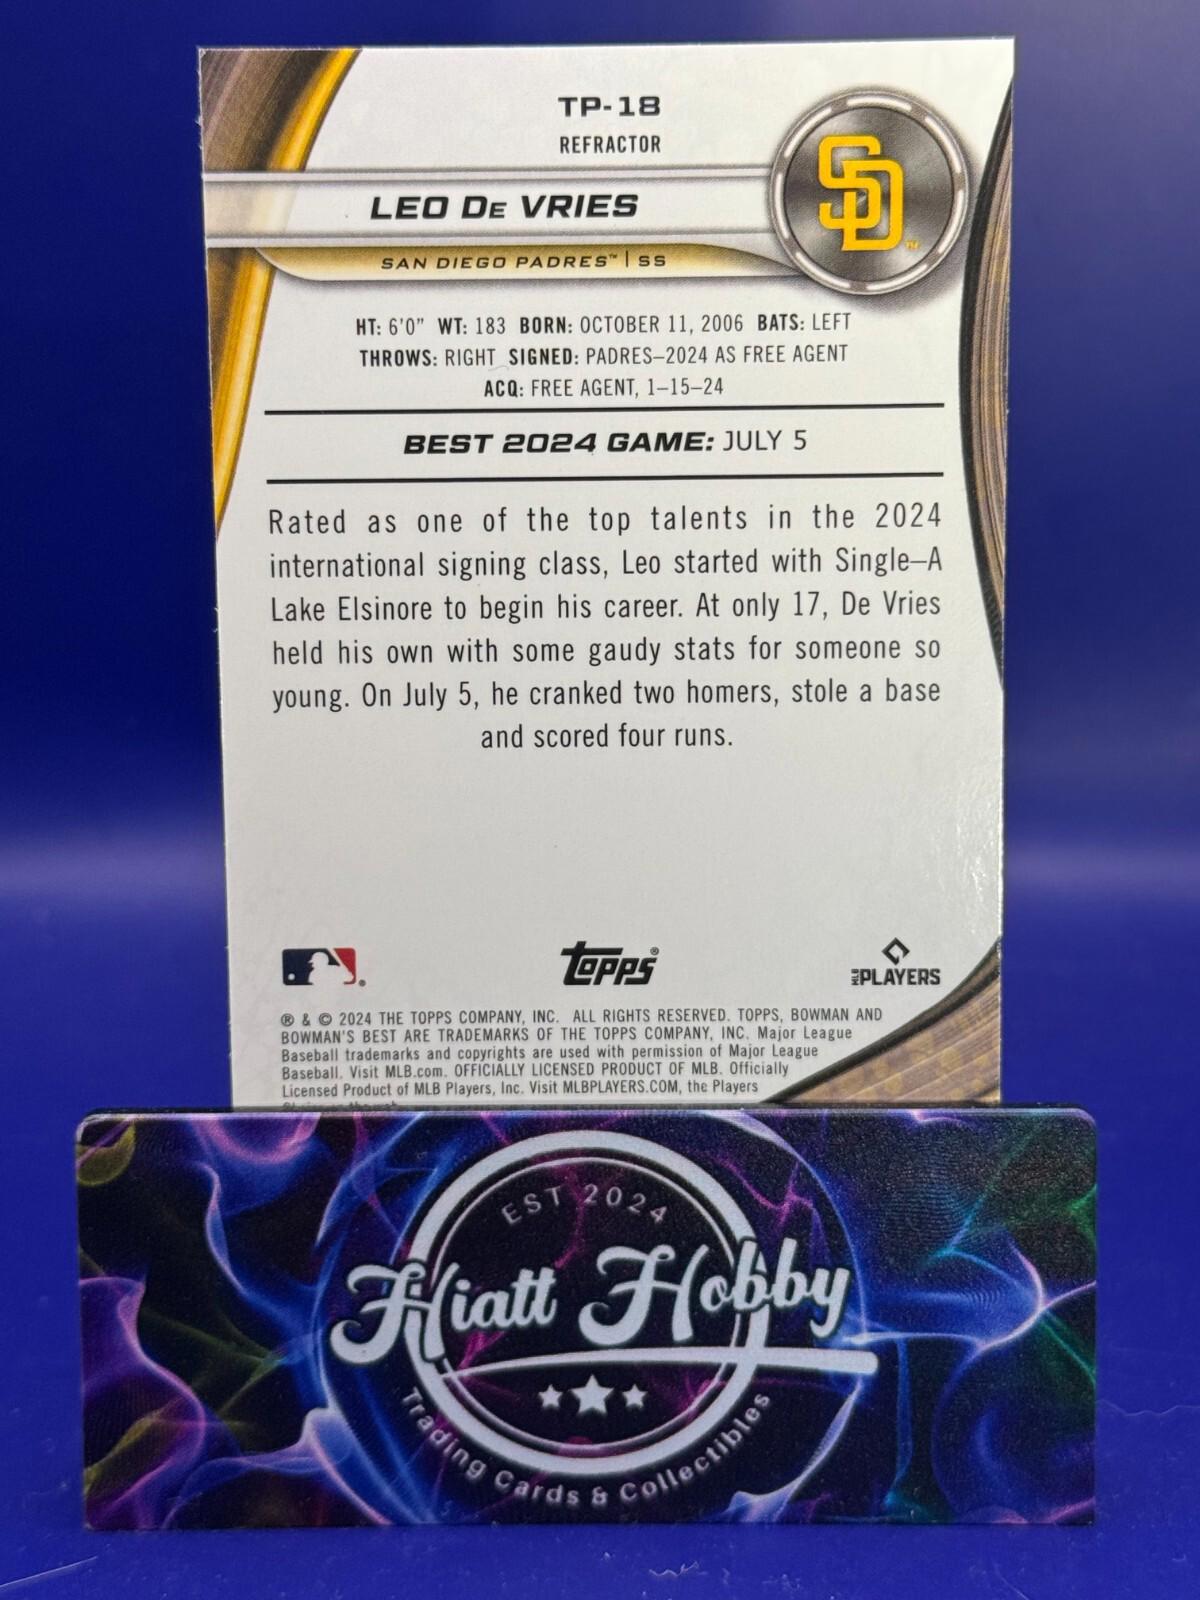 TP-18
REFRACTOR
LEO DE VRIES
SAN DIEGO PADRES™ | SS
SD™
HT: 6'0" WT: 183 BORN: OCTOBER 11, 2006 BATS: LEFT
THROWS: RIGHT SIGNED: PADRES–2024 AS FREE AGENT
ACQ: FREE AGENT, 1–15–24
BEST 2024 GAME: JULY 5
Rated as one of the top talents in the 2024
international signing class, Leo started with Single–A
Lake Elsinore to begin his career. At only 17, De Vries
held his own with some gaudy stats for someone so
young. On July 5, he cranked two homers, stole a base
and scored four runs.
topps®
MLB PLAYERS
® & © 2024 THE TOPPS COMPANY, INC. ALL RIGHTS RESERVED. TOPPS, BOWMAN AND
BOWMAN'S BEST ARE TRADEMARKS OF THE TOPPS COMPANY, INC. Major League
Baseball trademarks and copyrights are used with permission of Major League
Baseball. Visit MLB.com. OFFICIALLY LICENSED PRODUCT OF MLB. Officially
Licensed Product of MLB Players, Inc. Visit MLBPLAYERS.COM, the Players
EST 2024
Hiatt Hobby
Trading Cards & Collectibles